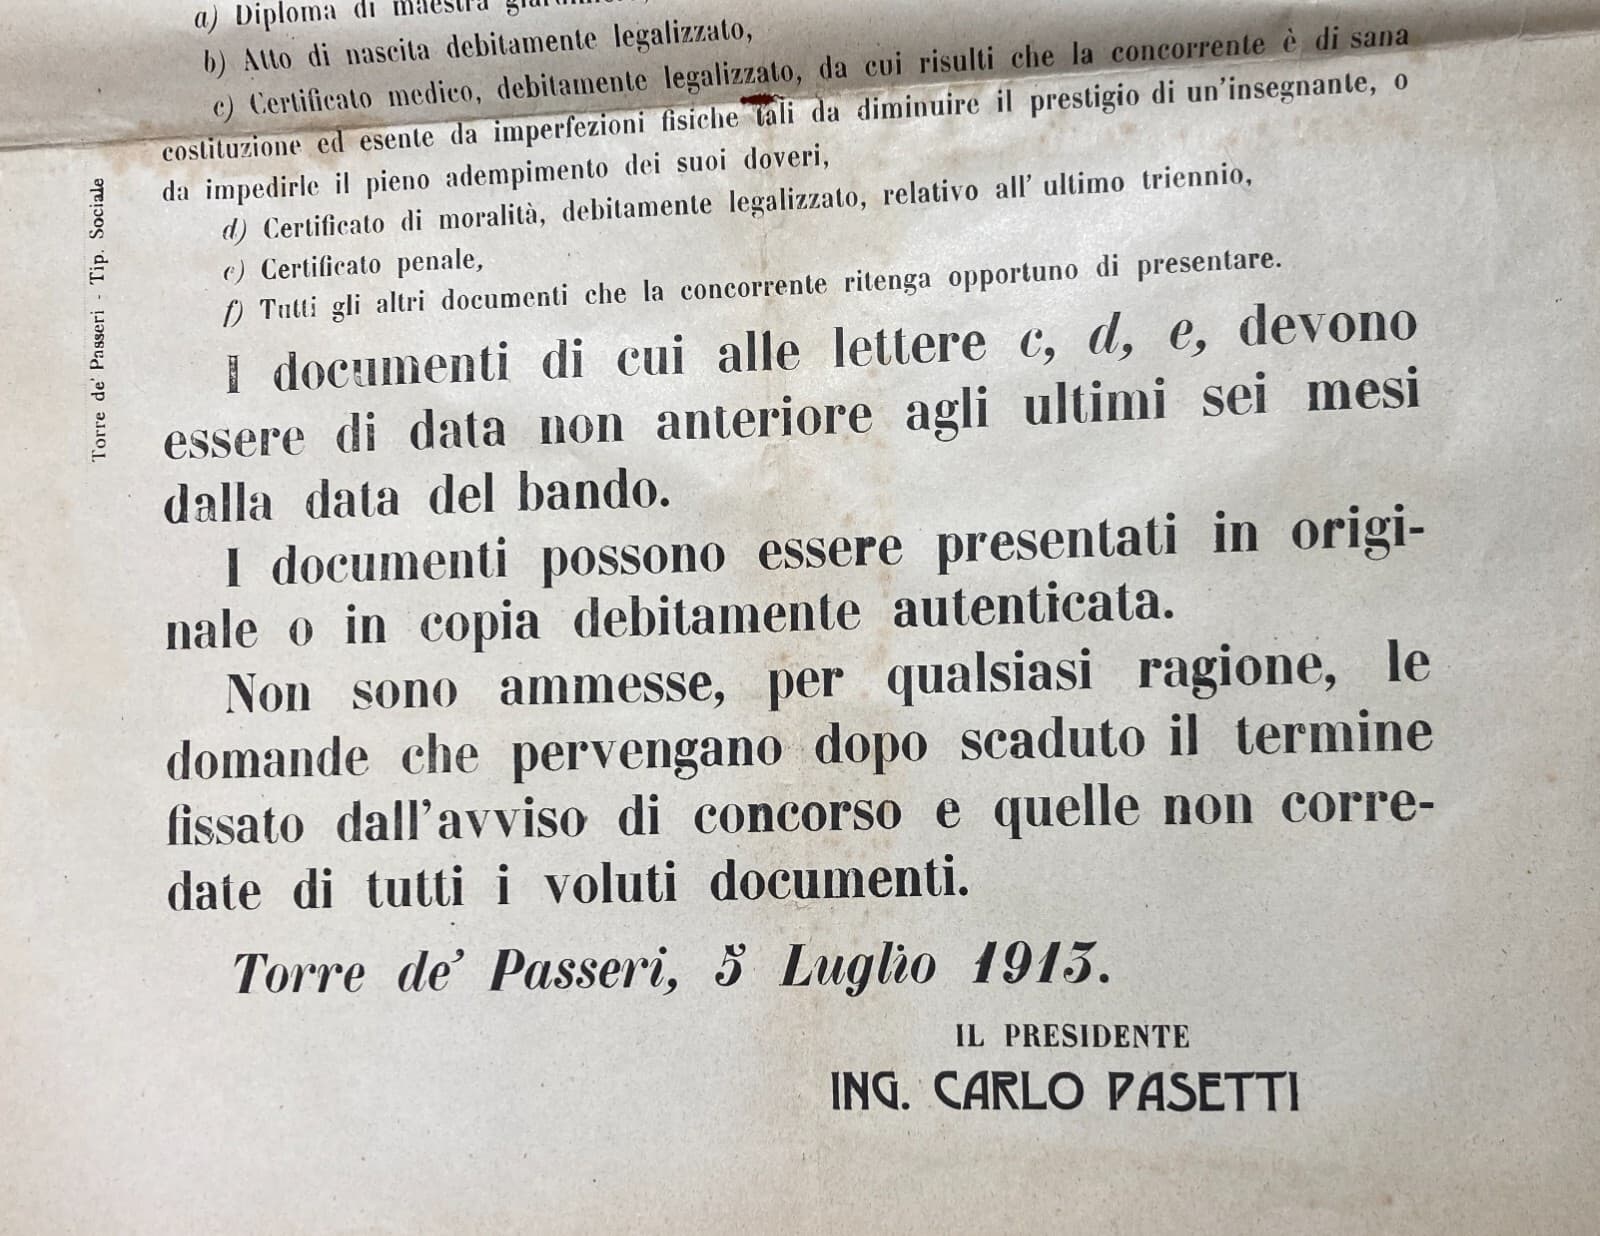 a) Diploma di maestra
b) Atto di nascita debitamente legalizzato,
c) Certificato medico, debitamente legalizzato, da cui risulti che la concorrente è di sana
costituzione ed esente da imperfezioni fisiche tali da diminuire il prestigio di un'insegnante, o
da impedirle il pieno adempimento dei suoi doveri,
d) Certificato di moralità, debitamente legalizzato, relativo all' ultimo triennio,
e) Certificato penale,
f) Tutti gli altri documenti che la concorrente ritenga opportuno di presentare.
I documenti di cui alle lettere c, d, e, devono
essere di data non anteriore agli ultimi sei mesi
dalla data del bando.
I documenti possono essere presentati in origi-
nale o in copia debitamente autenticata.
Non sono ammesse, per qualsiasi ragione, le
domande che pervengano dopo scaduto il termine
fissato dall'avviso di concorso e quelle non corre-
date di tutti i voluti documenti.
Torre de' Passeri, 5 Luglio 1913.
IL PRESIDENTE
ING. CARLO PASETTI
Torre de' Passeri - Tip. Sociale